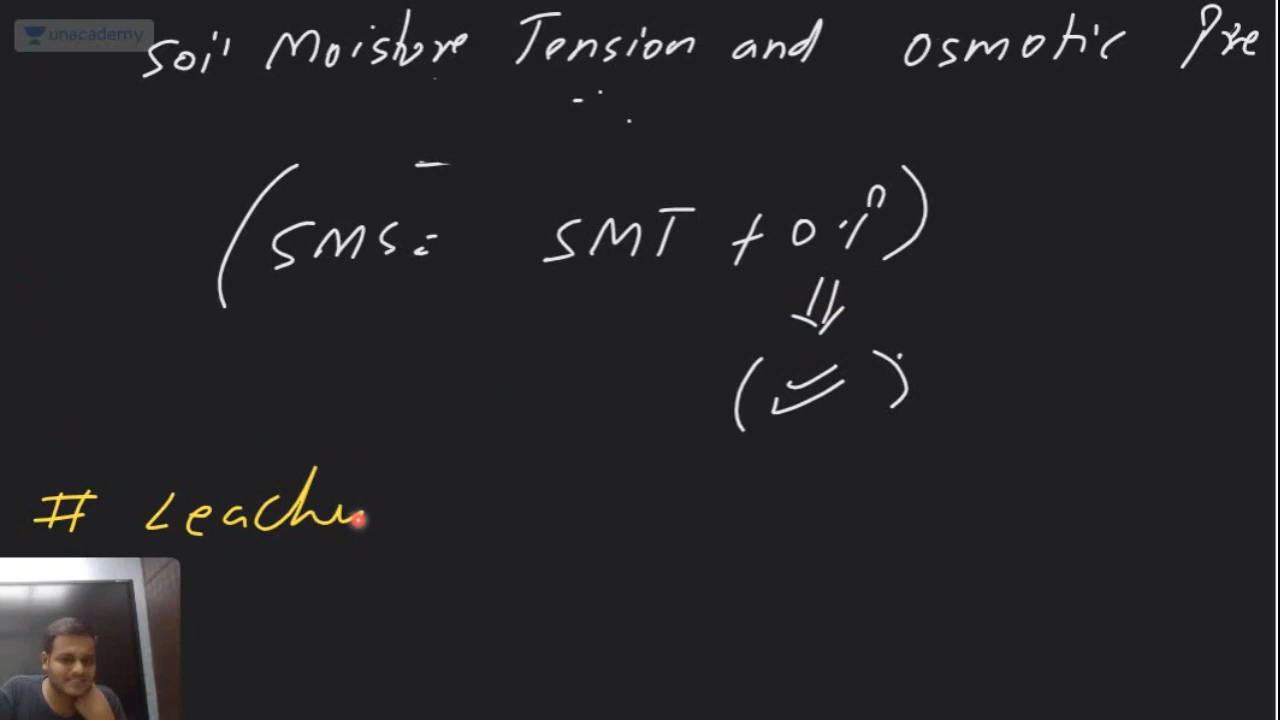 unacademy
Soil Moisture Tension and Osmotic Pre
(SMS = SMT + O.P)
# Leachi